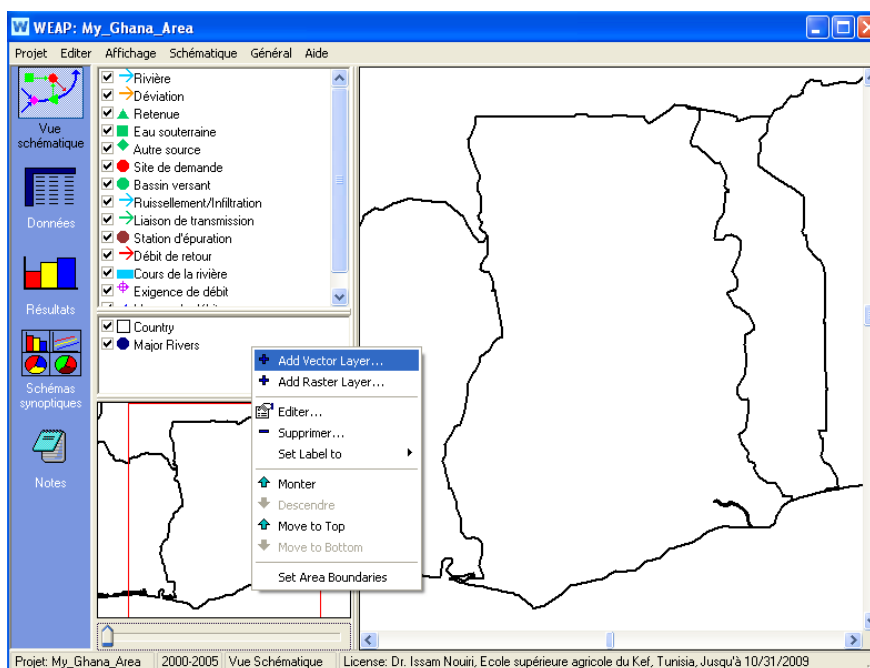 WEAP: My_Ghana_Area
Projet Editer Affichage Schématique Général Aide
Vue schématique
Données
Résultats
Schémas synoptiques
Notes
Rivière
Déviation
Retenue
Eau souterraine
Autre source
Site de demande
Bassin versant
Ruissellement/Infiltration
Liaison de transmission
Station d'épuration
Débit de retour
Cours de la rivière
Exigence de débit
Country
Major Rivers
Add Vector Layer...
Add Raster Layer...
Editer...
Supprimer...
Set Label to
Monter
Descendre
Move to Top
Move to Bottom
Set Area Boundaries
Projet: My_Ghana_Area 2000-2005 Vue Schématique License: Dr. Issam Nouiri, Ecole supérieure agricole du Kef, Tunisia, Jusqu'à 10/31/2009